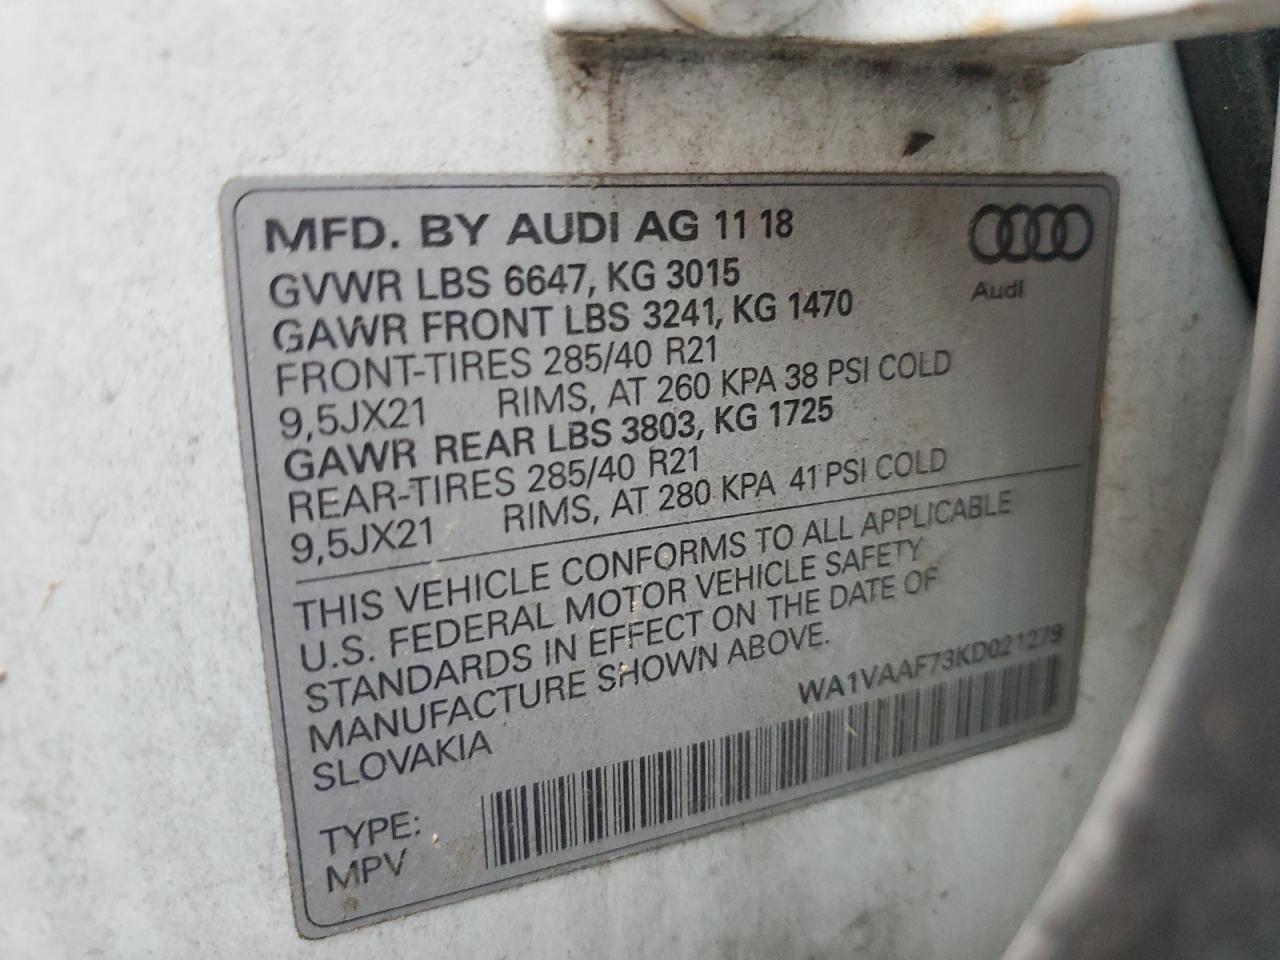 MFD. BY AUDI AG 11 18
Audi
GVWR LBS 6647, KG 3015
GAWR FRONT LBS 3241, KG 1470
FRONT-TIRES 285/40 R21
9,5JX21 RIMS, AT 260 KPA 38 PSI COLD
GAWR REAR LBS 3803, KG 1725
REAR-TIRES 285/40 R21
9,5JX21 RIMS, AT 280 KPA 41 PSI COLD
THIS VEHICLE CONFORMS TO ALL APPLICABLE
U.S. FEDERAL MOTOR VEHICLE SAFETY
STANDARDS IN EFFECT ON THE DATE OF
MANUFACTURE SHOWN ABOVE.
SLOVAKIA
WA1VAAF73KD021279
TYPE:
MPV